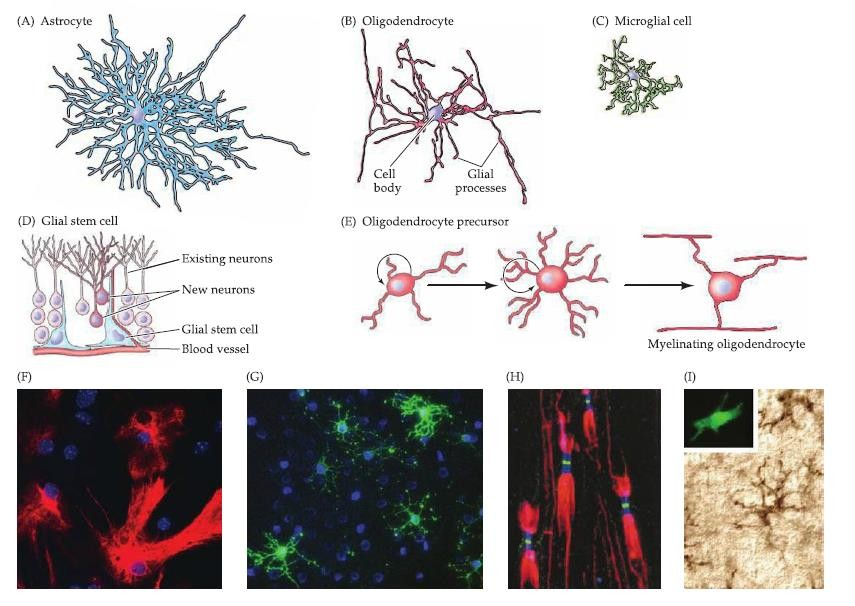 (A) Astrocyte
(B) Oligodendrocyte
(C) Microglial cell
Cell
body
Glial
processes
(D) Glial stem cell
Existing neurons
New neurons
Glial stem cell
Blood vessel
(E) Oligodendrocyte precursor
Myelinating oligodendrocyte
(F)
(G)
(H)
(I)